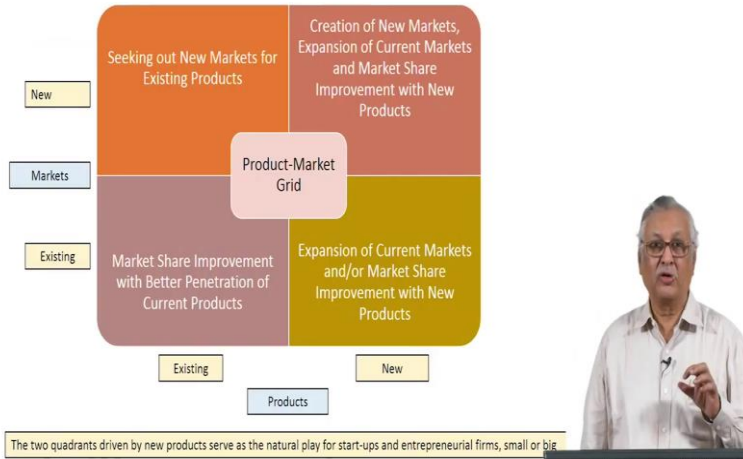 Seeking out New Markets for
Existing Products
Creation of New Markets,
Expansion of Current Markets
and Market Share
Improvement with New
Products
New
Product-Market
Grid
Markets
Existing
Market Share Improvement
with Better Penetration of
Current Products
Expansion of Current Markets
and/or Market Share
Improvement with New
Products
Existing
New
Products
The two quadrants driven by new products serve as the natural play for start-ups and entrepreneurial firms, small or big